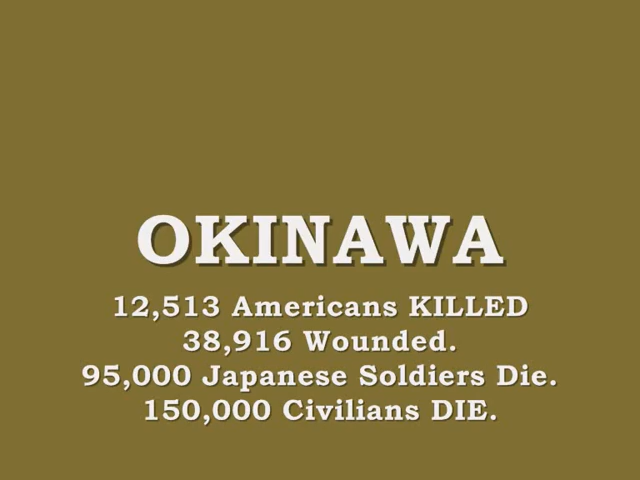 OKINAWA
12,513 Americans KILLED
38,916 Wounded.
95,000 Japanese Soldiers Die.
150,000 Civilians DIE.